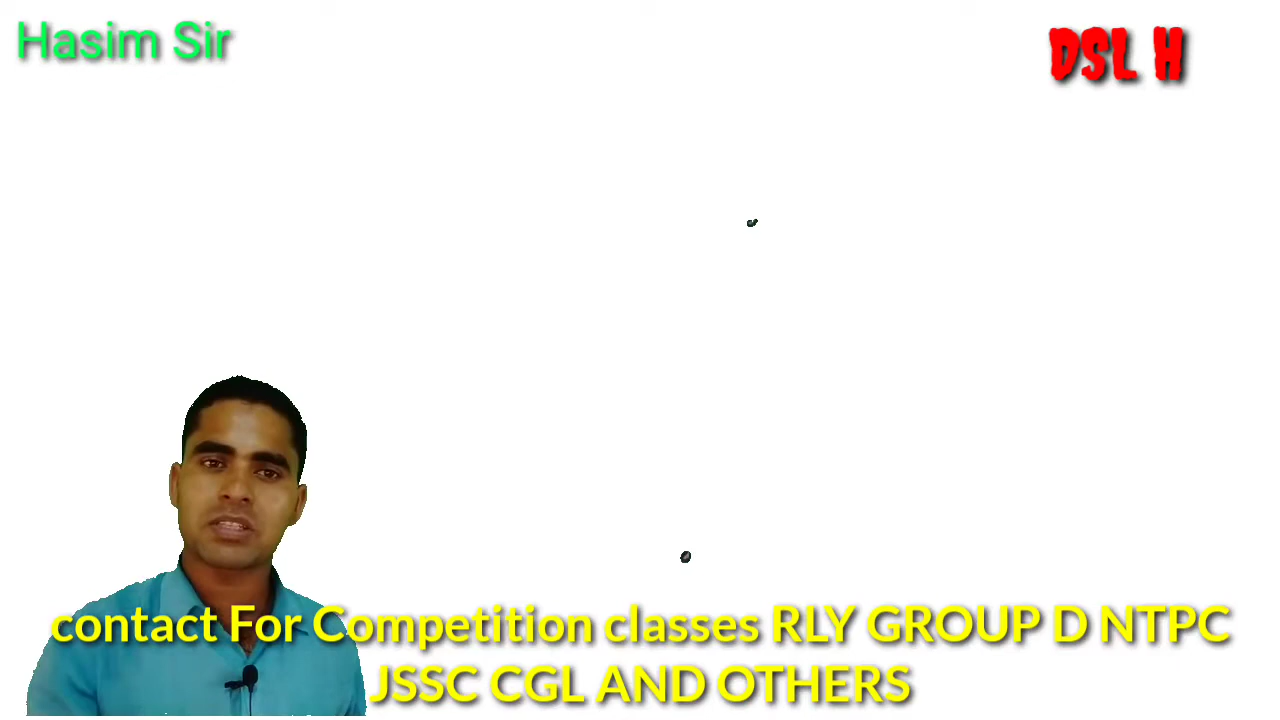 Hasim Sir
DSL H
contact For Competition classes RLY GROUP D NTPC
JSSC CGL AND OTHERS